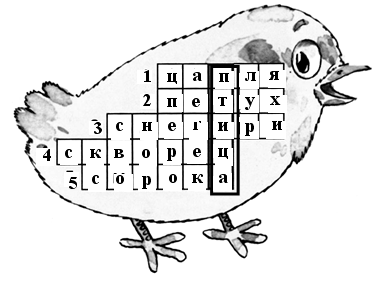 1 цапля
2 петух
3 снегири
4 скворец
5 сорока